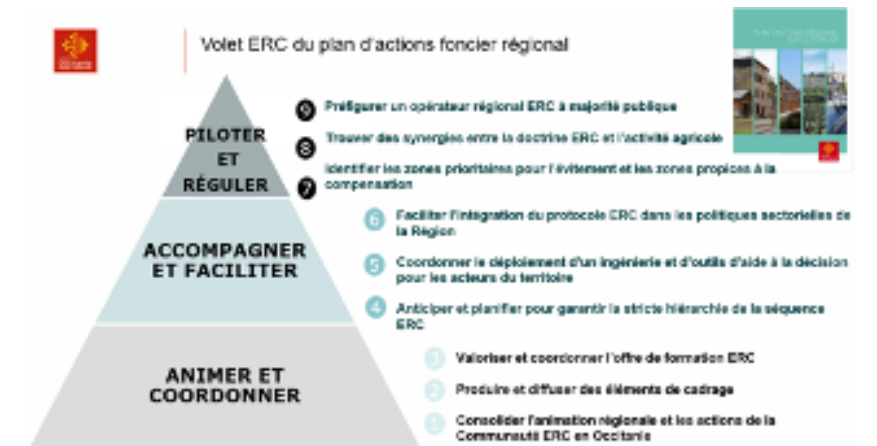 Volet ERC du plan d'actions foncier régional
PILOTER
ET
RÉGULER
9 Préfigurer un opérateur régional ERC à majorité publique
8 Trouver des synergies entre la doctrine ERC et l'activité agricole
7 Identifier les zones prioritaires pour l'évitement et les zones propices à la
compensation
ACCOMPAGNER
ET FACILITER
6 Faciliter l'intégration du protocole ERC dans les politiques sectorielles de
la Région
5 Coordonner le déploiement d'un ingénierie et d'outils d'aide à la décision
pour les acteurs du territoire
4 Anticiper et planifier pour garantir la stricte hiérarchie de la séquence
ERC
ANIMER ET
COORDONNER
3 Valoriser et coordonner l'offre de formation ERC
2 Produire et diffuser des éléments de cadrage
1 Consolider l'animation régionale et les actions de la
Communauté ERC en Occitanie